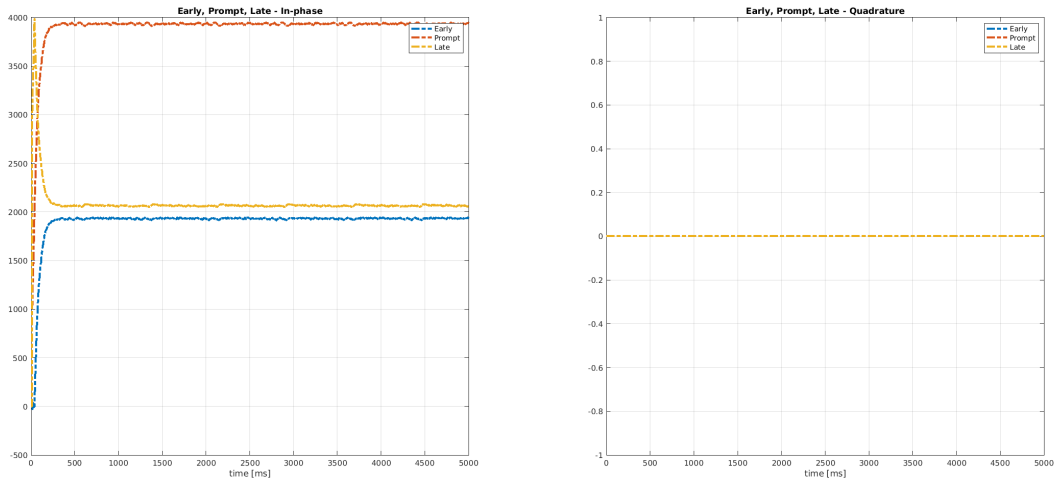 Early, Prompt, Late - In-phase
4000
3500
3000
2500
2000
1500
1000
500
0
-500
0 500 1000 1500 2000 2500 3000 3500 4000 4500 5000
time [ms]
Early
Prompt
Late
Early, Prompt, Late - Quadrature
1
0.8
0.6
0.4
0.2
0
-0.2
-0.4
-0.6
-0.8
-1
0 500 1000 1500 2000 2500 3000 3500 4000 4500 5000
time [ms]
Early
Prompt
Late